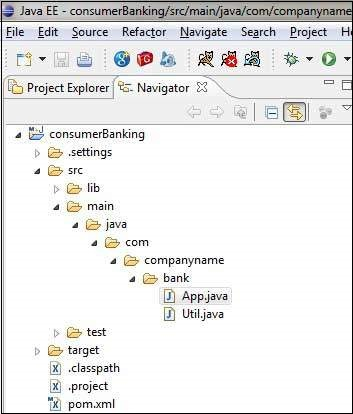 Java EE - consumerBanking/src/main/java/com/companyname
File Edit Source Refactor Navigate Search Project
Project Explorer Navigator
consumerBanking
.settings
src
lib
main
java
com
companyname
bank
App.java
Util.java
test
target
.classpath
.project
pom.xml